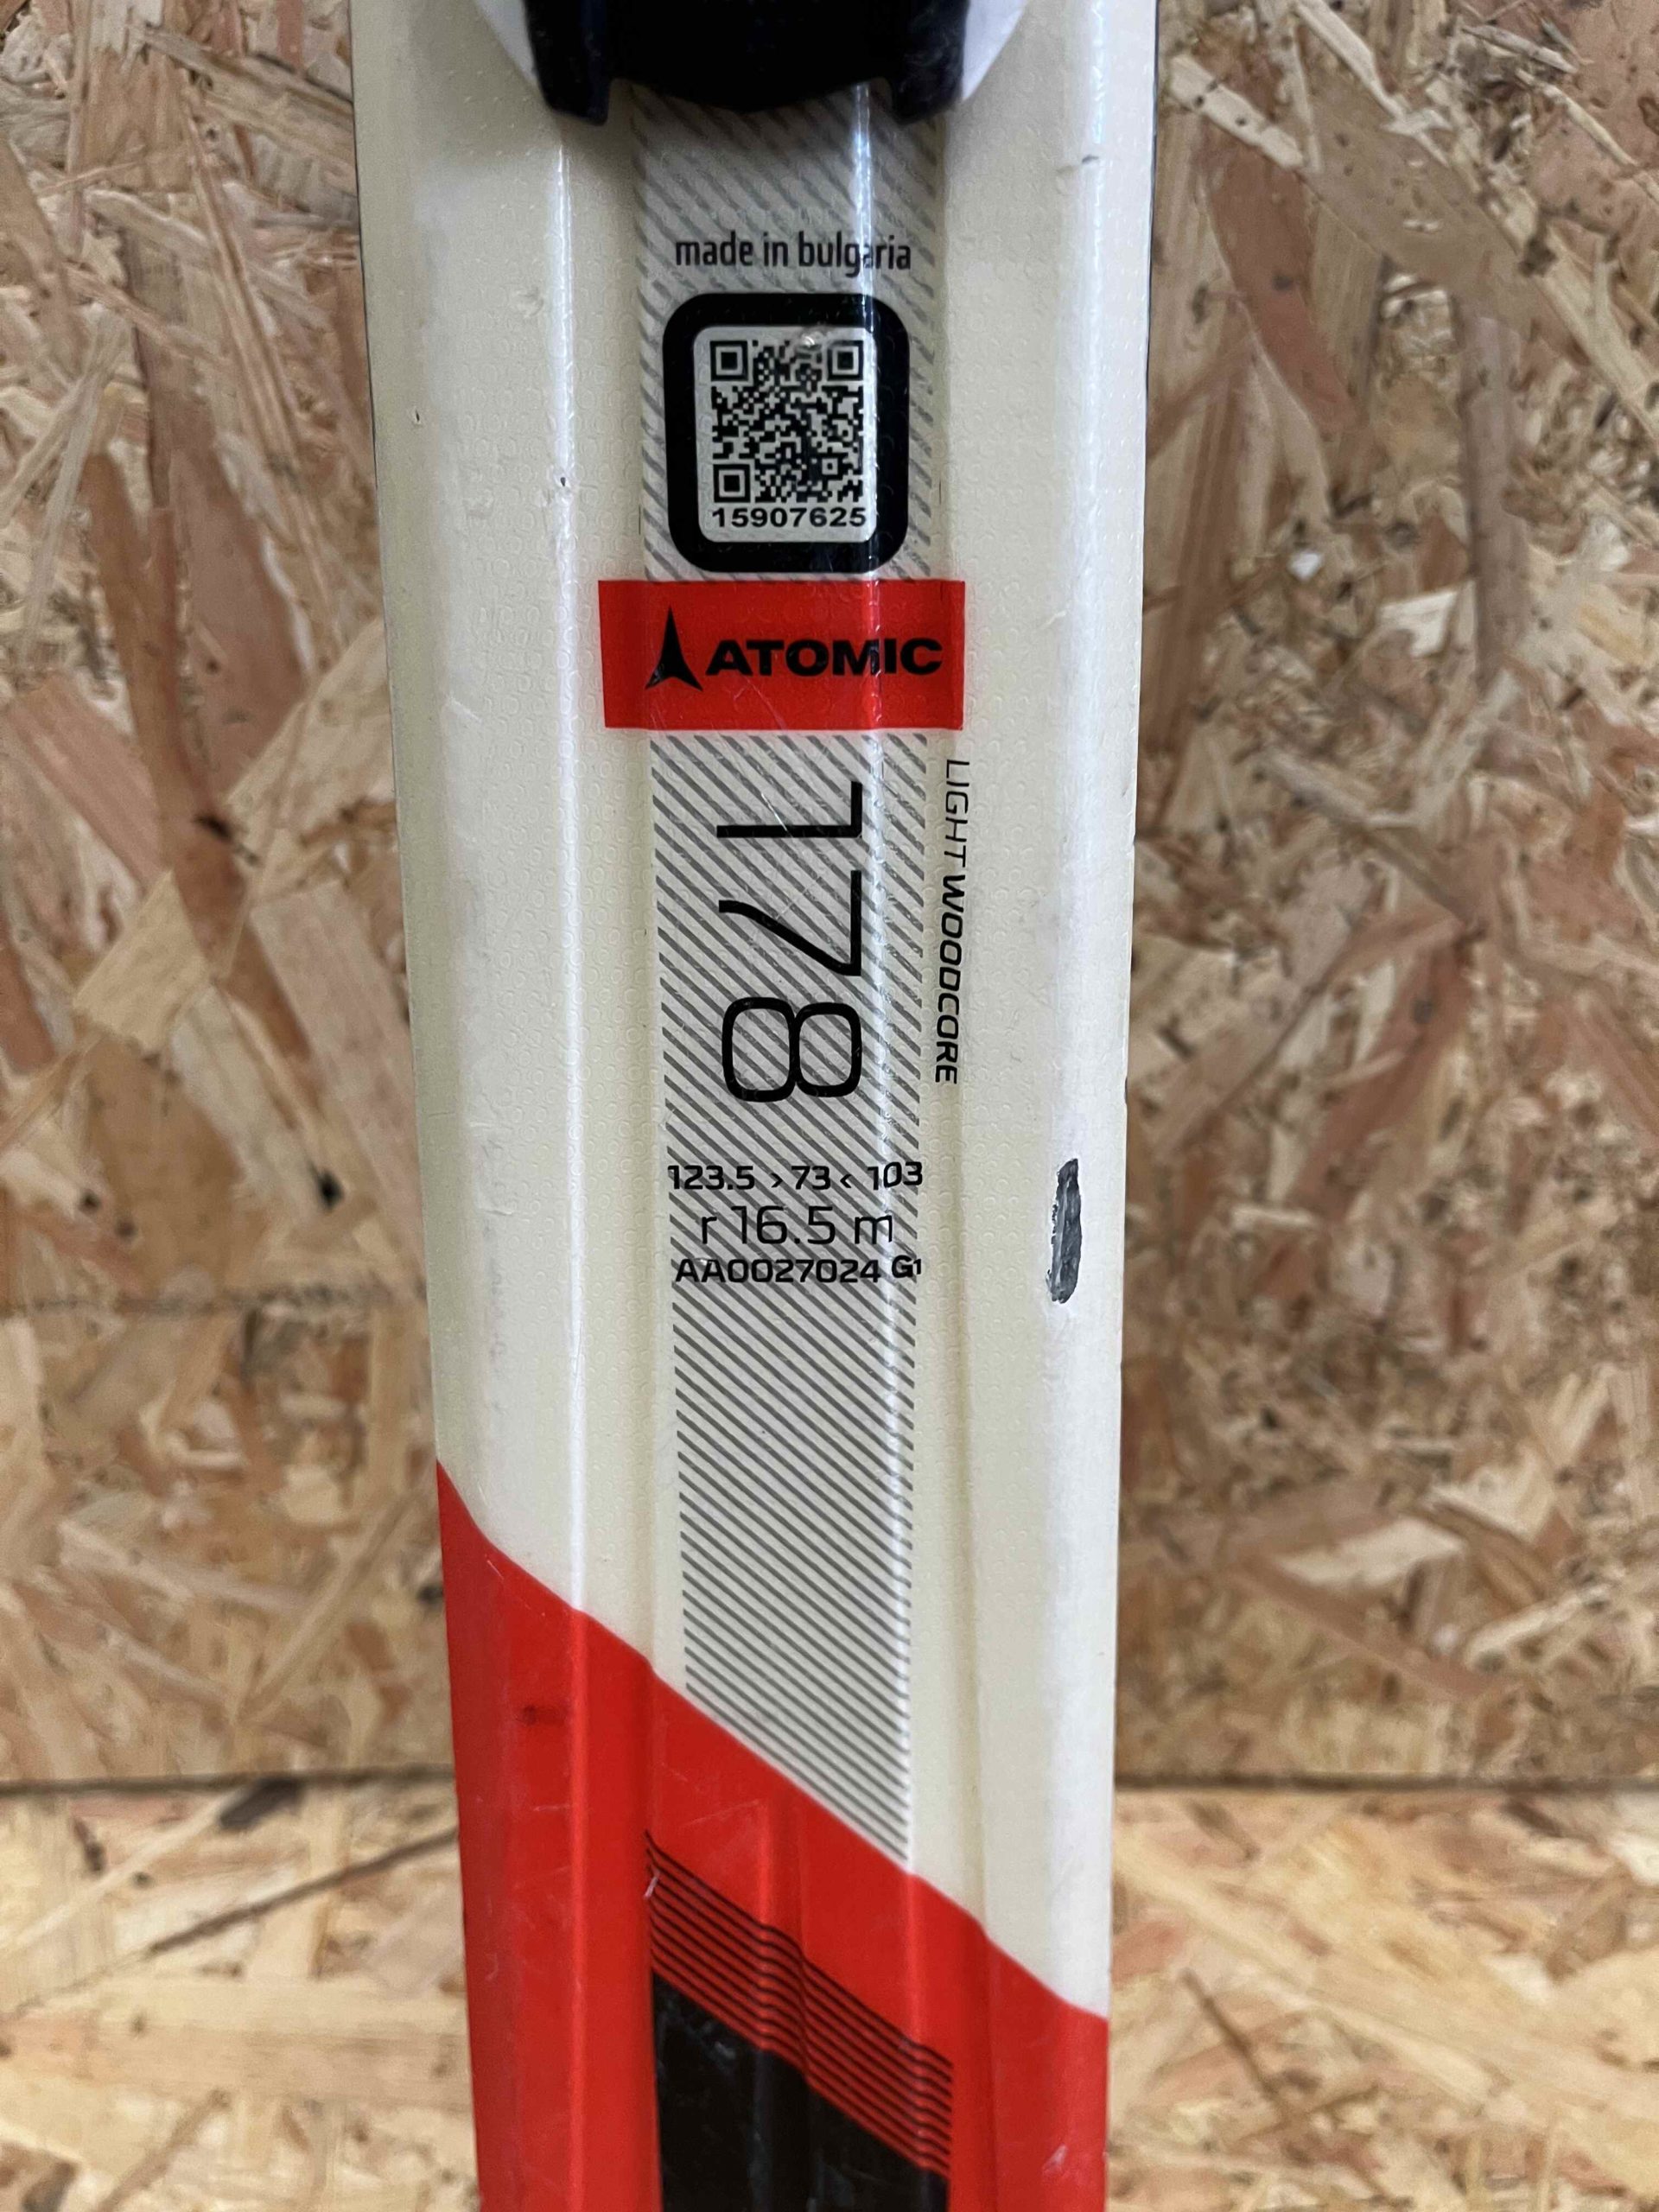 made in bulgaria
15907625
ATOMIC
LIGHT WOODCORE
178
123.5 > 73 < 103
r 16.5 m
AA0027024 G1